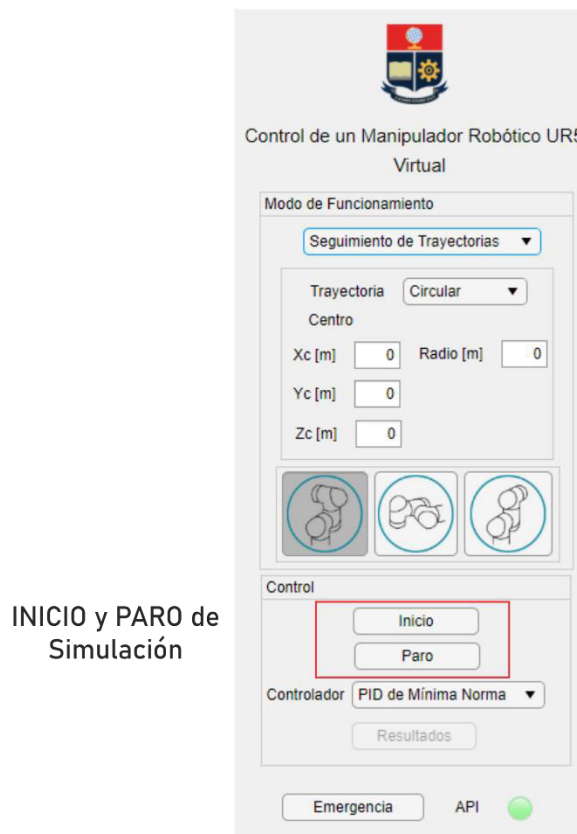 Control de un Manipulador Robótico UR5
Virtual
Modo de Funcionamiento
Seguimiento de Trayectorias
Trayectoria Circular
Centro
Xc [m] 0 Radio [m] 0
Yc [m] 0
Zc [m] 0
Control
INICIO y PARO de
Simulación
Inicio
Paro
Controlador PID de Mínima Norma
Resultados
Emergencia API